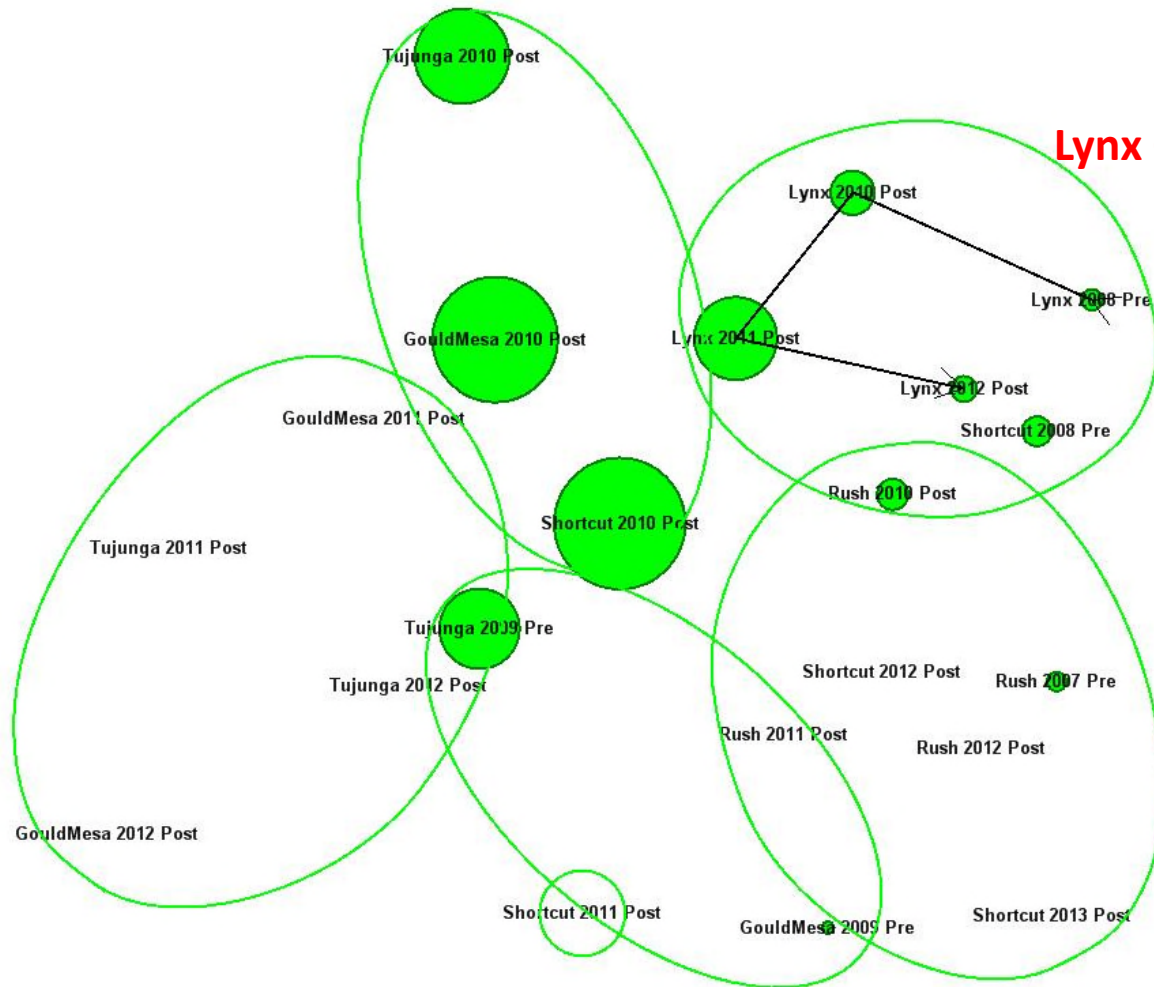 Tujunga 2010 Post
Lynx
Lynx 2010 Post
Lynx 2008 Pre
GouldMesa 2010 Post
Lynx 2011 Post
Lynx 2012 Post
GouldMesa 2011 Post
Shortcut 2008 Pre
Rush 2010 Post
Shortcut 2010 Post
Tujunga 2011 Post
Tujunga 2009 Pre
Shortcut 2012 Post
Rush 2007 Pre
Tujunga 2012 Post
Rush 2011 Post
Rush 2012 Post
GouldMesa 2012 Post
Shortcut 2011 Post
Shortcut 2013 Post
GouldMesa 2009 Pre